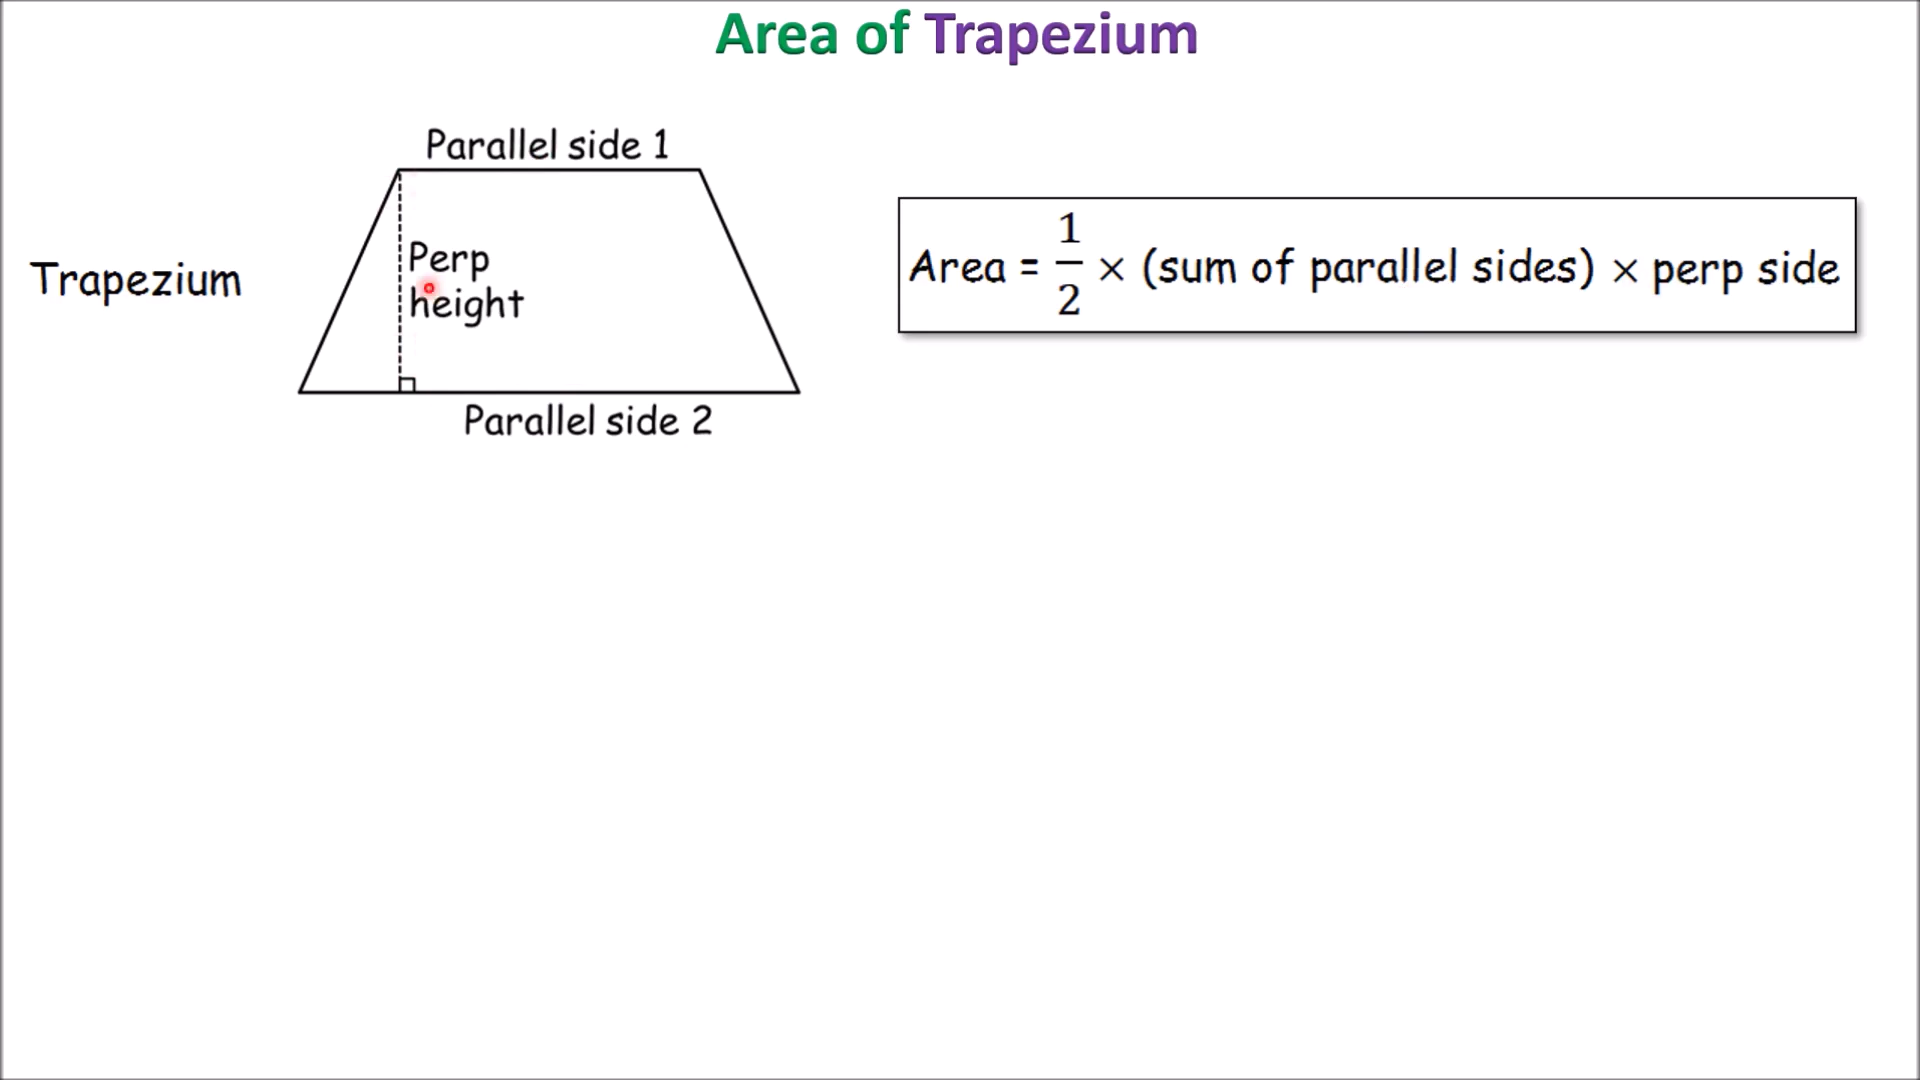 Area of Trapezium
Parallel side 1
Trapezium
Perp
height
Parallel side 2
Area = 1/2 × (sum of parallel sides) × perp side